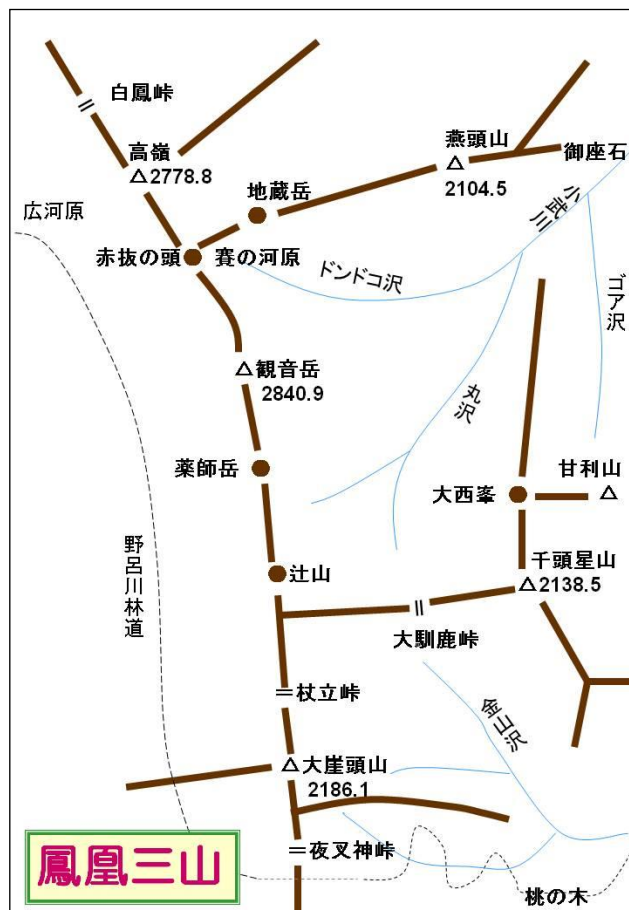 白鳳峠
高嶺
△2778.8
燕頭山
△
2104.5
御座石
地蔵岳
小武川
広河原
赤抜の頭
賽の河原
ドンドコ沢
ゴア沢
△観音岳
2840.9
丸沢
薬師岳
大西峯
甘利山
△
野呂川林道
辻山
千頭星山
△2138.5
大馴鹿峠
杖立峠
金山沢
△大崖頭山
2186.1
夜叉神峠
鳳凰三山
桃の木